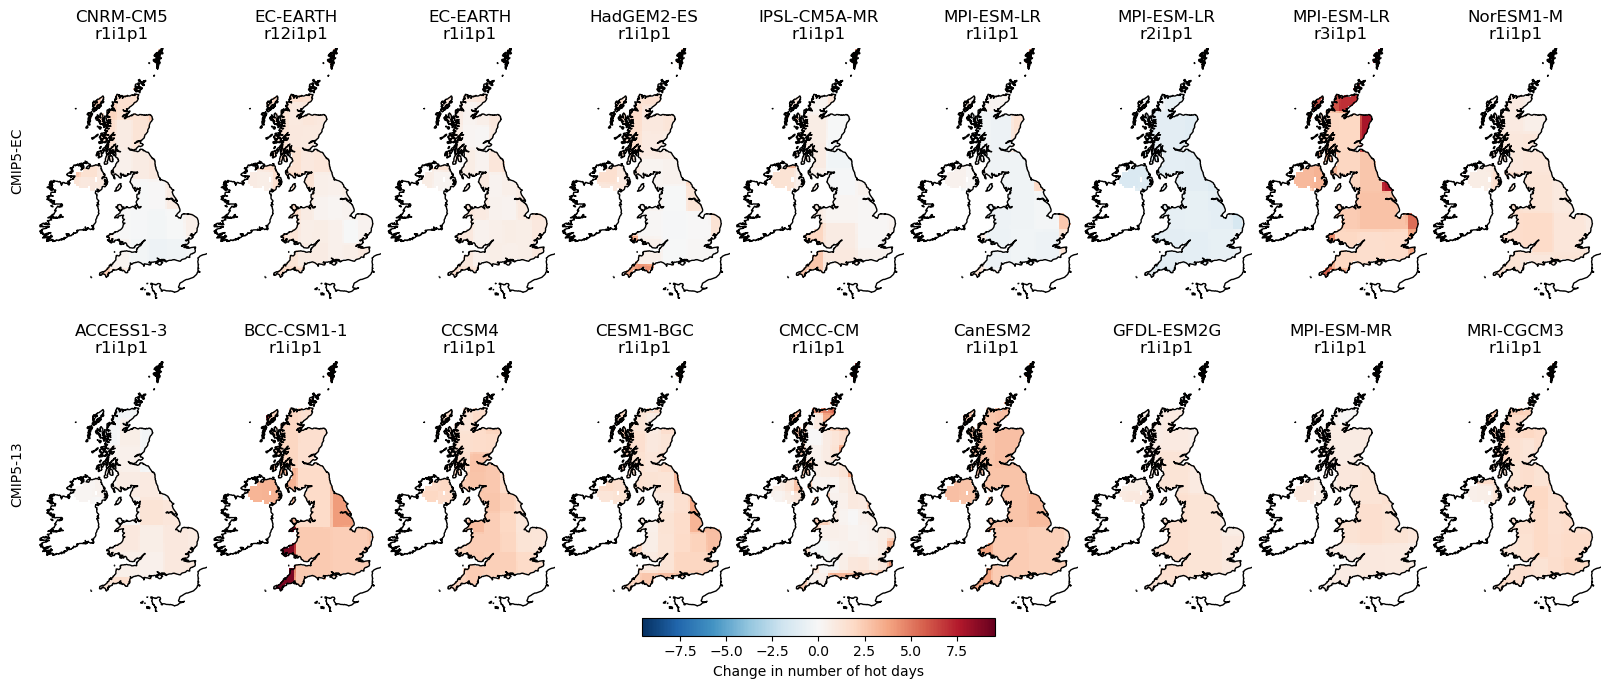 CNRM-CM5 EC-EARTH EC-EARTH HadGEM2-ES IPSL-CM5A-MR MPI-ESM-LR MPI-ESM-LR MPI-ESM-LR NorESM1-M
r1i1p1 r12i1p1 r1i1p1 r1i1p1 r1i1p1 r1i1p1 r2i1p1 r3i1p1 r1i1p1
CMIP5-EC
ACCESS1-3 BCC-CSM1-1 CCSM4 CESM1-BGC CMCC-CM CanESM2 GFDL-ESM2G MPI-ESM-MR MRI-CGCM3
r1i1p1 r1i1p1 r1i1p1 r1i1p1 r1i1p1 r1i1p1 r1i1p1 r1i1p1 r1i1p1
CMIP5-13
−7.5 −5.0 −2.5 0.0 2.5 5.0 7.5
Change in number of hot days